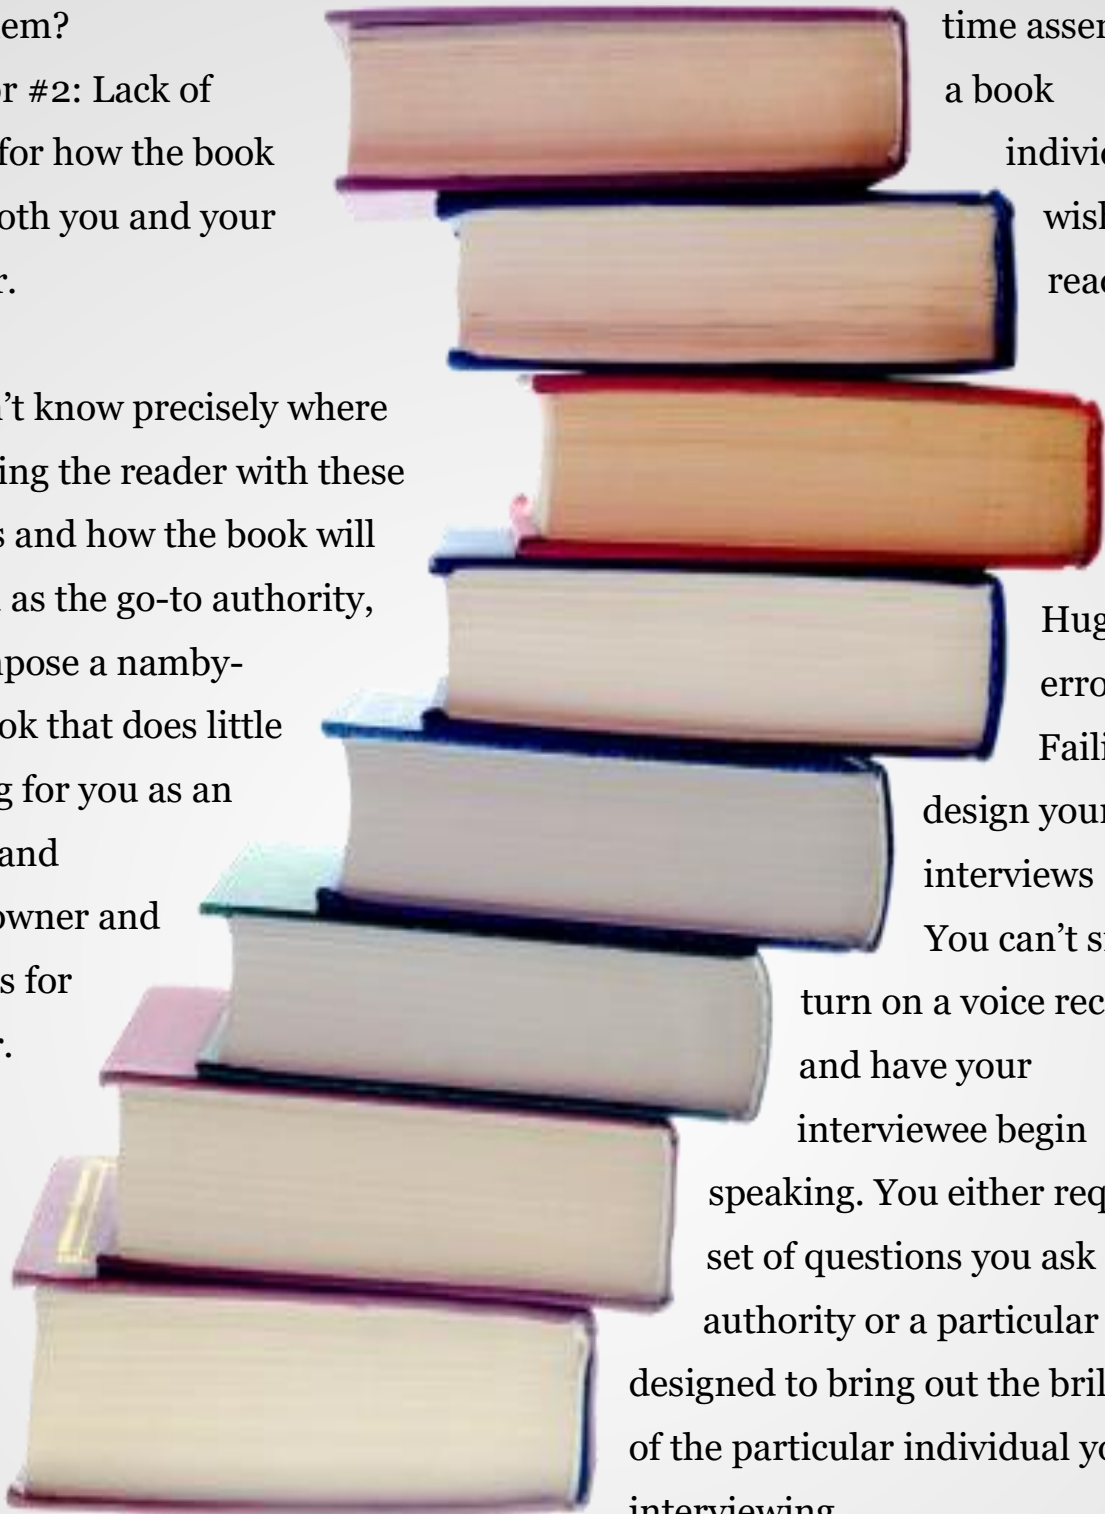 em?
r #2: Lack of
for how the book
oth you and your
r.
't know precisely where
ing the reader with these
s and how the book will
as the go-to authority,
pose a namby-
ok that does little
g for you as an
and
owner and
s for
r.
time asser
a book
individ
wish
read
Hug
erro
Faili
design your
interviews
You can't s
turn on a voice rec
and have your
interviewee begin
speaking. You either req
set of questions you ask
authority or a particular
designed to bring out the bril
of the particular individual yo
interviewing